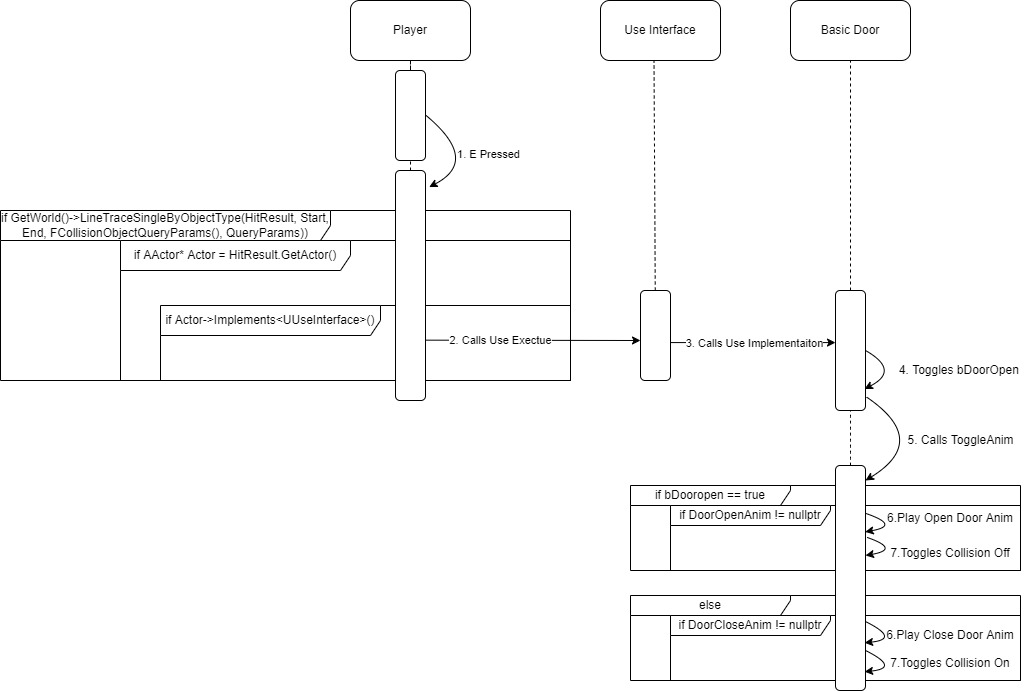 Player
Use Interface
Basic Door
1. E Pressed
if GetWorld()->LineTraceSingleByObjectType(HitResult, Start,
End, FCollisionObjectQueryParams(), QueryParams))
if AActor* Actor = HitResult.GetActor()
if Actor->Implements<UUseInterface>()
2. Calls Use Exectue
3. Calls Use Implementaiton
4. Toggles bDoorOpen
5. Calls ToggleAnim
if bDooropen == true
if DoorOpenAnim != nullptr
6.Play Open Door Anim
7.Toggles Collision Off
else
if DoorCloseAnim != nullptr
6.Play Close Door Anim
7.Toggles Collision On